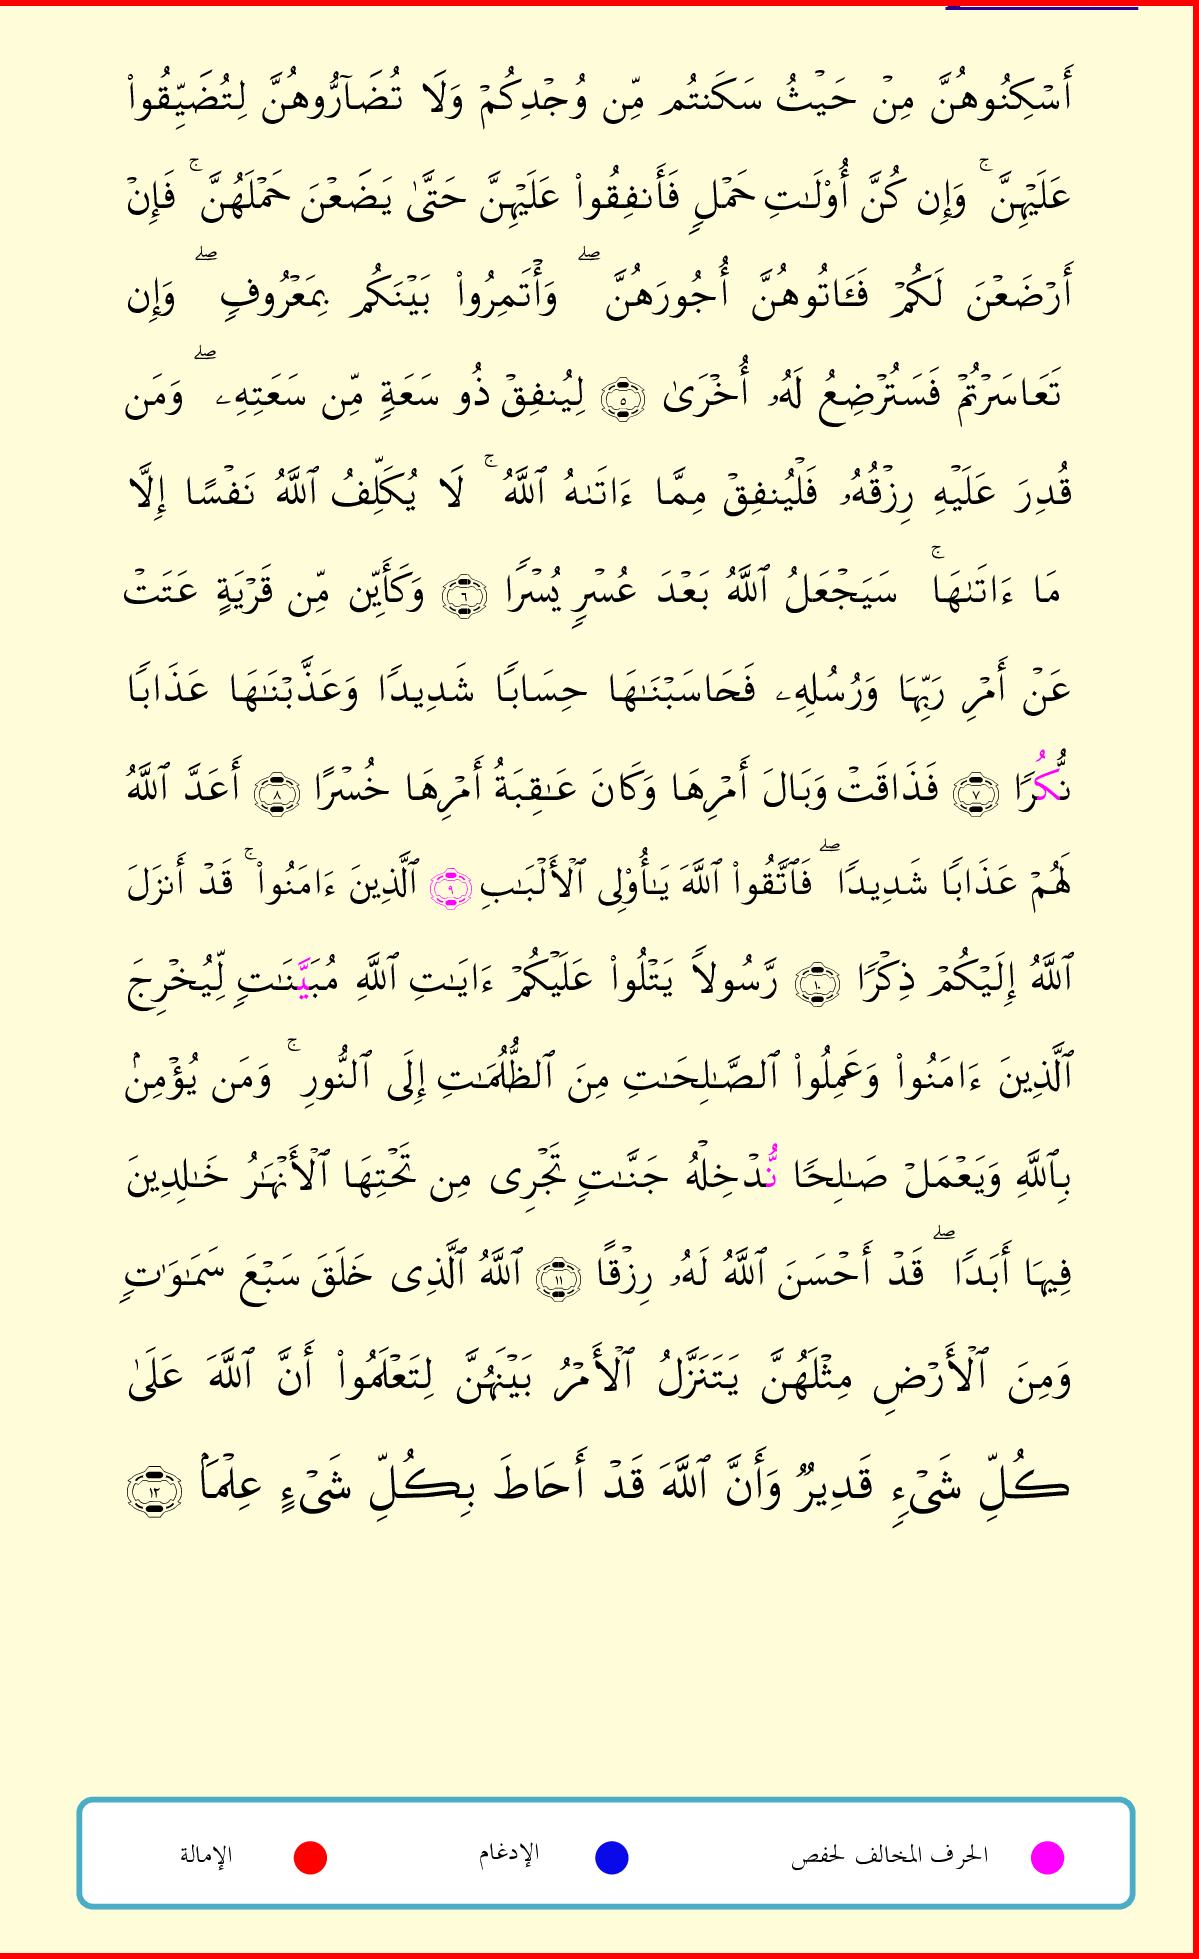 أَسۡكِنُوهُنَّ مِنۡ حَيۡثُ سَكَنتُم مِّن وُجۡدِكُمۡ وَلَا تُضَآرُّوهُنَّ لِتُضَيِّقُواْ
عَلَيۡهِنَّۚ وَإِن كُنَّ أُوْلَٰتِ حَمۡلٖ فَأَنفِقُواْ عَلَيۡهِنَّ حَتَّىٰ يَضَعۡنَ حَمۡلَهُنَّۚ فَإِنۡ
أَرۡضَعۡنَ لَكُمۡ فَـَٔاتُوهُنَّ أُجُورَهُنَّۖ وَأۡتَمِرُواْ بَيۡنَكُم بِمَعۡرُوفٖۖ وَإِن
تَعَاسَرۡتُمۡ فَسَتُرۡضِعُ لَهُۥٓ أُخۡرَىٰ ٥ لِيُنفِقۡ ذُو سَعَةٖ مِّن سَعَتِهِۦۖ وَمَن
قُدِرَ عَلَيۡهِ رِزۡقُهُۥ فَلۡيُنفِقۡ مِمَّا ءَاتَىٰهُ ٱللَّهُۚ لَا يُكَلِّفُ ٱللَّهُ نَفۡسًا إِلَّا
مَا ءَاتَىٰهَاۚ سَيَجۡعَلُ ٱللَّهُ بَعۡدَ عُسۡرٖ يُسۡرٗا ٦ وَكَأَيِّن مِّن قَرۡيَةٍ عَتَتۡ
عَنۡ أَمۡرِ رَبِّهَا وَرُسُلِهِۦ فَحَاسَبۡنَٰهَا حِسَابٗا شَدِيدٗا وَعَذَّبۡنَٰهَا عَذَابٗا
نُّكُرٗا ٧ فَذَاقَتۡ وَبَالَ أَمۡرِهَا وَكَانَ عَٰقِبَةُ أَمۡرِهَا خُسۡرًا ٨ أَعَدَّ ٱللَّهُ
لَهُمۡ عَذَابٗا شَدِيدٗاۖ فَٱتَّقُواْ ٱللَّهَ يَٰٓأُوْلِي ٱلۡأَلۡبَٰبِ ٩ ٱلَّذِينَ ءَامَنُواْۚ قَدۡ أَنزَلَ
ٱللَّهُ إِلَيۡكُمۡ ذِكۡرٗا ١٠ رَّسُولٗا يَتۡلُواْ عَلَيۡكُمۡ ءَايَٰتِ ٱللَّهِ مُبَيَّنَٰتٖ لِّيُخۡرِجَ
ٱلَّذِينَ ءَامَنُواْ وَعَمِلُواْ ٱلصَّٰلِحَٰتِ مِنَ ٱلظُّلُمَٰتِ إِلَى ٱلنُّورِۚ وَمَن يُؤۡمِنۢ
بِٱللَّهِ وَيَعۡمَلۡ صَٰلِحٗا نُّدۡخِلۡهُ جَنَّٰتٖ تَجۡرِي مِن تَحۡتِهَا ٱلۡأَنۡهَٰرُ خَٰلِدِينَ
فِيهَا أَبَدٗاۖ قَدۡ أَحۡسَنَ ٱللَّهُ لَهُۥ رِزۡقًا ١١ ٱللَّهُ ٱلَّذِي خَلَقَ سَبۡعَ سَمَٰوَٰتٖ
وَمِنَ ٱلۡأَرۡضِ مِثۡلَهُنَّ يَتَنَزَّلُ ٱلۡأَمۡرُ بَيۡنَهُنَّ لِتَعۡلَمُواْ أَنَّ ٱللَّهَ عَلَىٰ
كُلِّ شَيۡءٖ قَدِيرٞ وَأَنَّ ٱللَّهَ قَدۡ أَحَاطَ بِكُلِّ شَيۡءٍ عِلۡمَۢا ١٢
الحرف المخالف لحفص الإدغام الإمالة